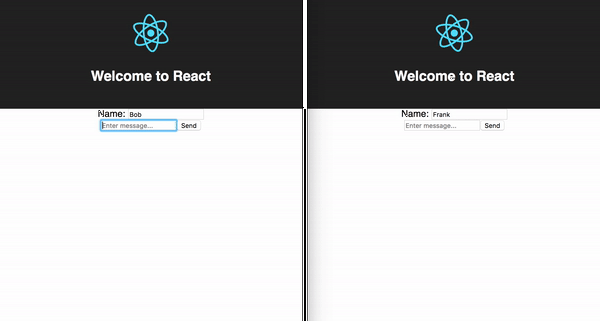 Welcome to React
Name: Bob
Enter message...
Send
Welcome to React
Name: Frank
Enter message...
Send